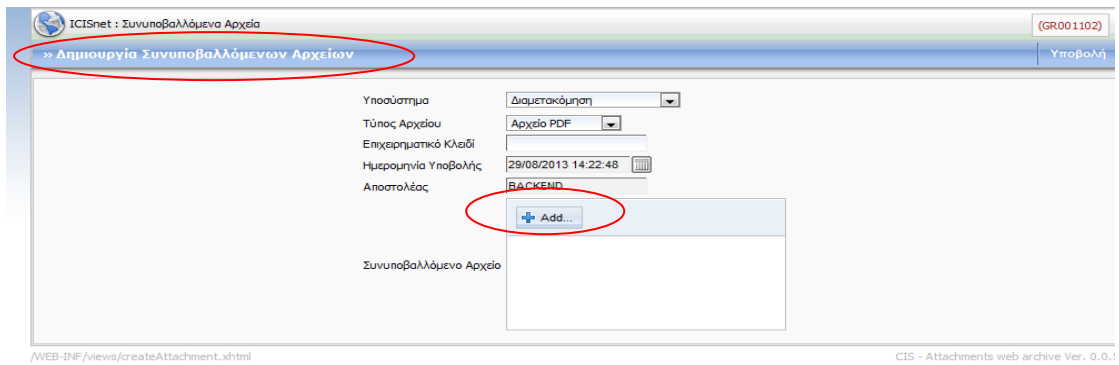 ICISnet : Συνυποβαλλόμενα Αρχεία
(GR001102)
» Δημιουργία Συνυποβαλλόμενων Αρχείων
Υποβολή
Υποσύστημα Διαμετακόμηση
Τύπος Αρχείου Αρχείο PDF
Επιχειρηματικό Κλειδί
Ημερομηνία Υποβολής 29/08/2013 14:22:48
Αποστολέας BACKEND
Add...
Συνυποβαλλόμενο Αρχείο
/WEB-INF/views/createAttachment.xhtml
CIS - Attachments web archive Ver. 0.0.5